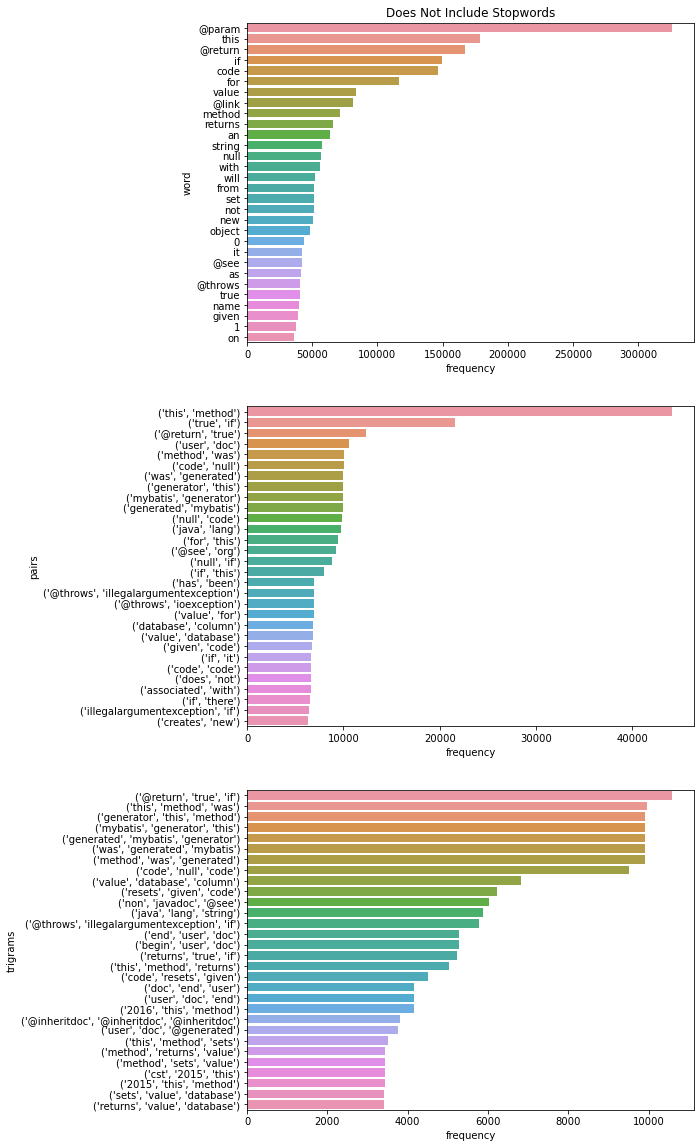 Does Not Include Stopwords
@param
this
@return
if
code
for
value
@link
method
returns
an
string
null
with
will
from
set
not
new
object
0
it
@see
as
@throws
true
name
given
1
on
word
0 50000 100000 150000 200000 250000 300000
frequency
('this', 'method')
('true', 'if')
('@return', 'true')
('user', 'doc')
('method', 'was')
('code', 'null')
('was', 'generated')
('generator', 'this')
('mybatis', 'generator')
('generated', 'mybatis')
('null', 'code')
('java', 'lang')
('for', 'this')
('@see', 'org')
('null', 'if')
('if', 'this')
('has', 'been')
('@throws', 'illegalargumentexception')
('@throws', 'ioexception')
('value', 'for')
('database', 'column')
('value', 'database')
('given', 'code')
('if', 'it')
('code', 'code')
('does', 'not')
('associated', 'with')
('if', 'there')
('illegalargumentexception', 'if')
('creates', 'new')
pairs
0 10000 20000 30000 40000
frequency
('@return', 'true', 'if')
('this', 'method', 'was')
('generator', 'this', 'method')
('mybatis', 'generator', 'this')
('generated', 'mybatis', 'generator')
('was', 'generated', 'mybatis')
('method', 'was', 'generated')
('code', 'null', 'code')
('value', 'database', 'column')
('resets', 'given', 'code')
('non', 'javadoc', '@see')
('java', 'lang', 'string')
('@throws', 'illegalargumentexception', 'if')
('end', 'user', 'doc')
('begin', 'user', 'doc')
('returns', 'true', 'if')
('this', 'method', 'returns')
('code', 'resets', 'given')
('doc', 'end', 'user')
('user', 'doc', 'end')
('2016', 'this', 'method')
('@inheritdoc', '@inheritdoc', '@inheritdoc')
('user', 'doc', '@generated')
('this', 'method', 'sets')
('method', 'returns', 'value')
('method', 'sets', 'value')
('cst', '2015', 'this')
('2015', 'this', 'method')
('sets', 'value', 'database')
('returns', 'value', 'database')
trigrams
0 2000 4000 6000 8000 10000
frequency